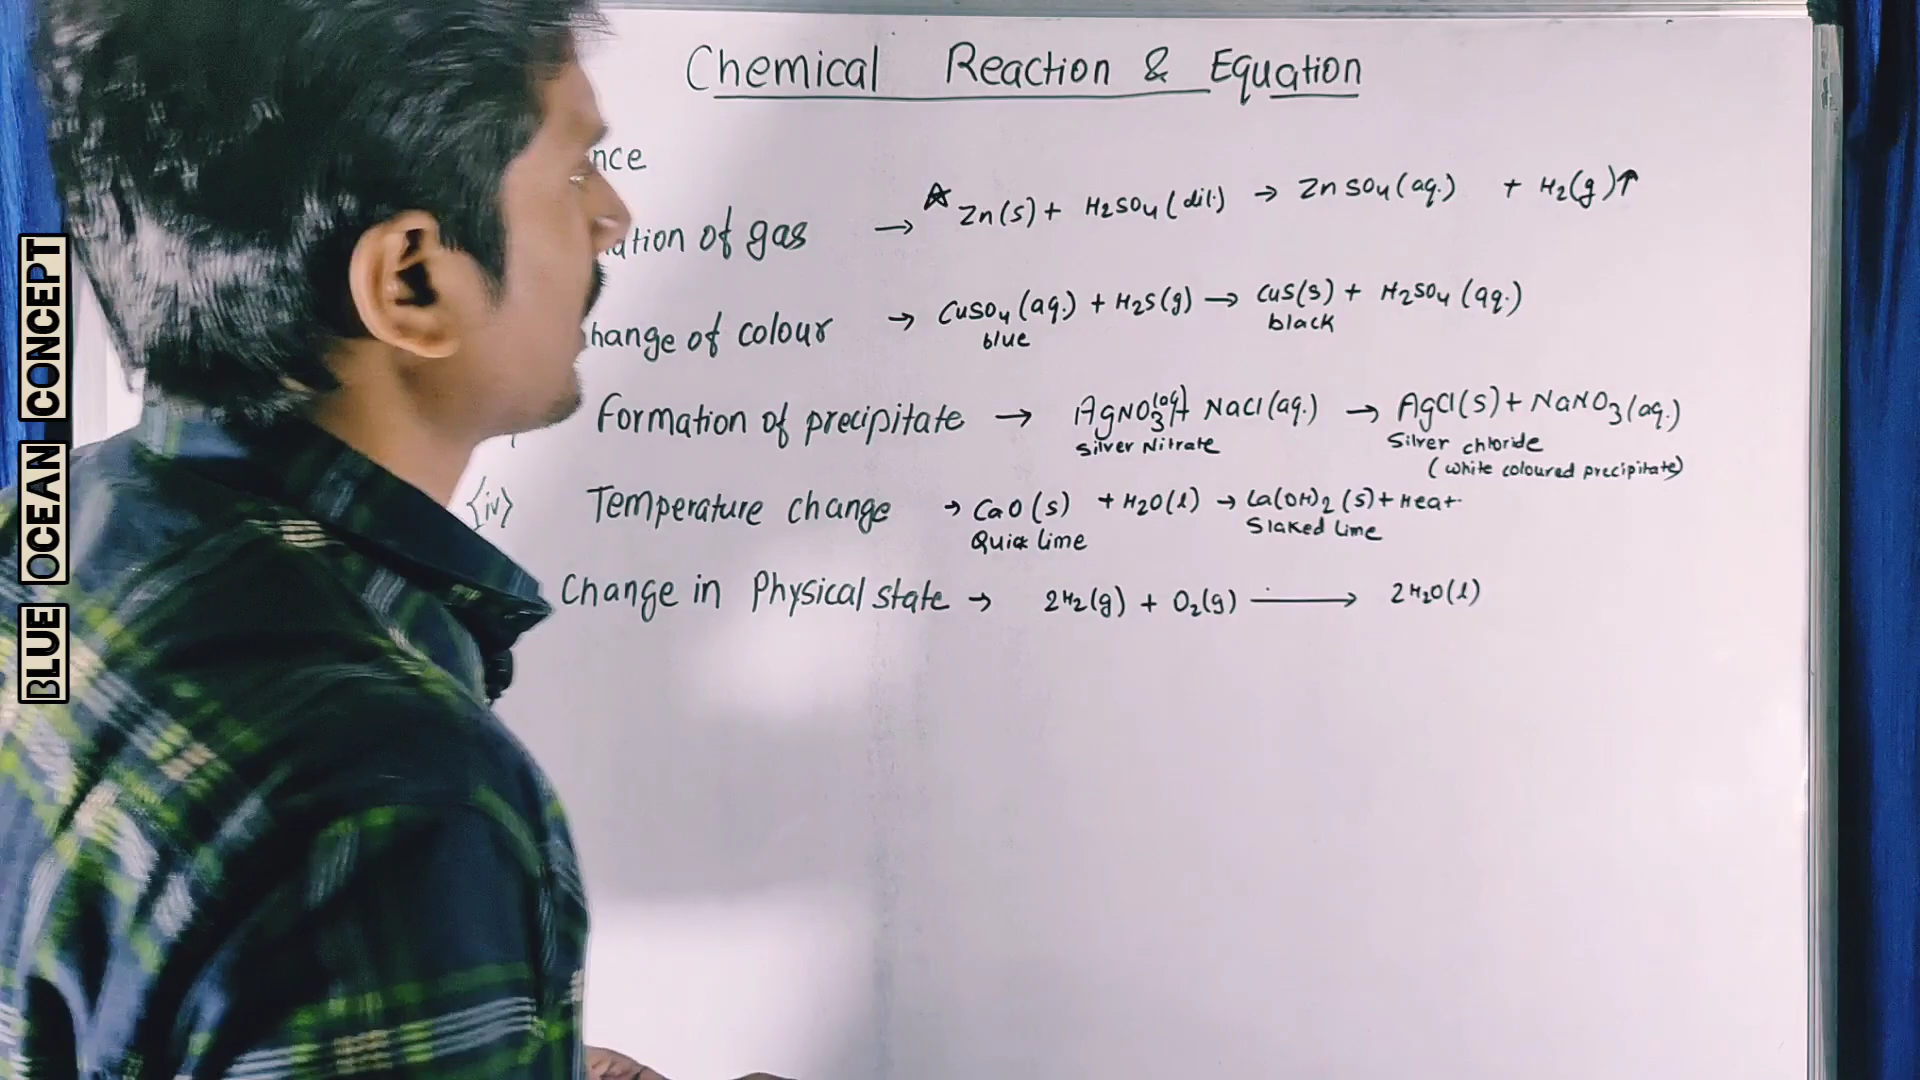 Chemical Reaction & Equation
nce
ation of gas → Zn(s) + H2SO4 (dil.) → ZnSO4 (aq.) + H2(g)↑
hange of colour → CuSO4 (aq.) + H2S(g) → CuS(s) + H2SO4 (aq.)
blue black
Formation of precipitate → AgNO3(aq) + NaCl(aq.) → AgCl(s) + NaNO3(aq.)
Silver Nitrate Silver chloride
(white coloured precipitate)
(iv) Temperature change → CaO(s) + H2O(l) → Ca(OH)2 (s) + Heat
Quick lime Slaked lime
Change in Physical state → 2H2(g) + O2(g) → 2H2O(l)
BLUE OCEAN CONCEPT